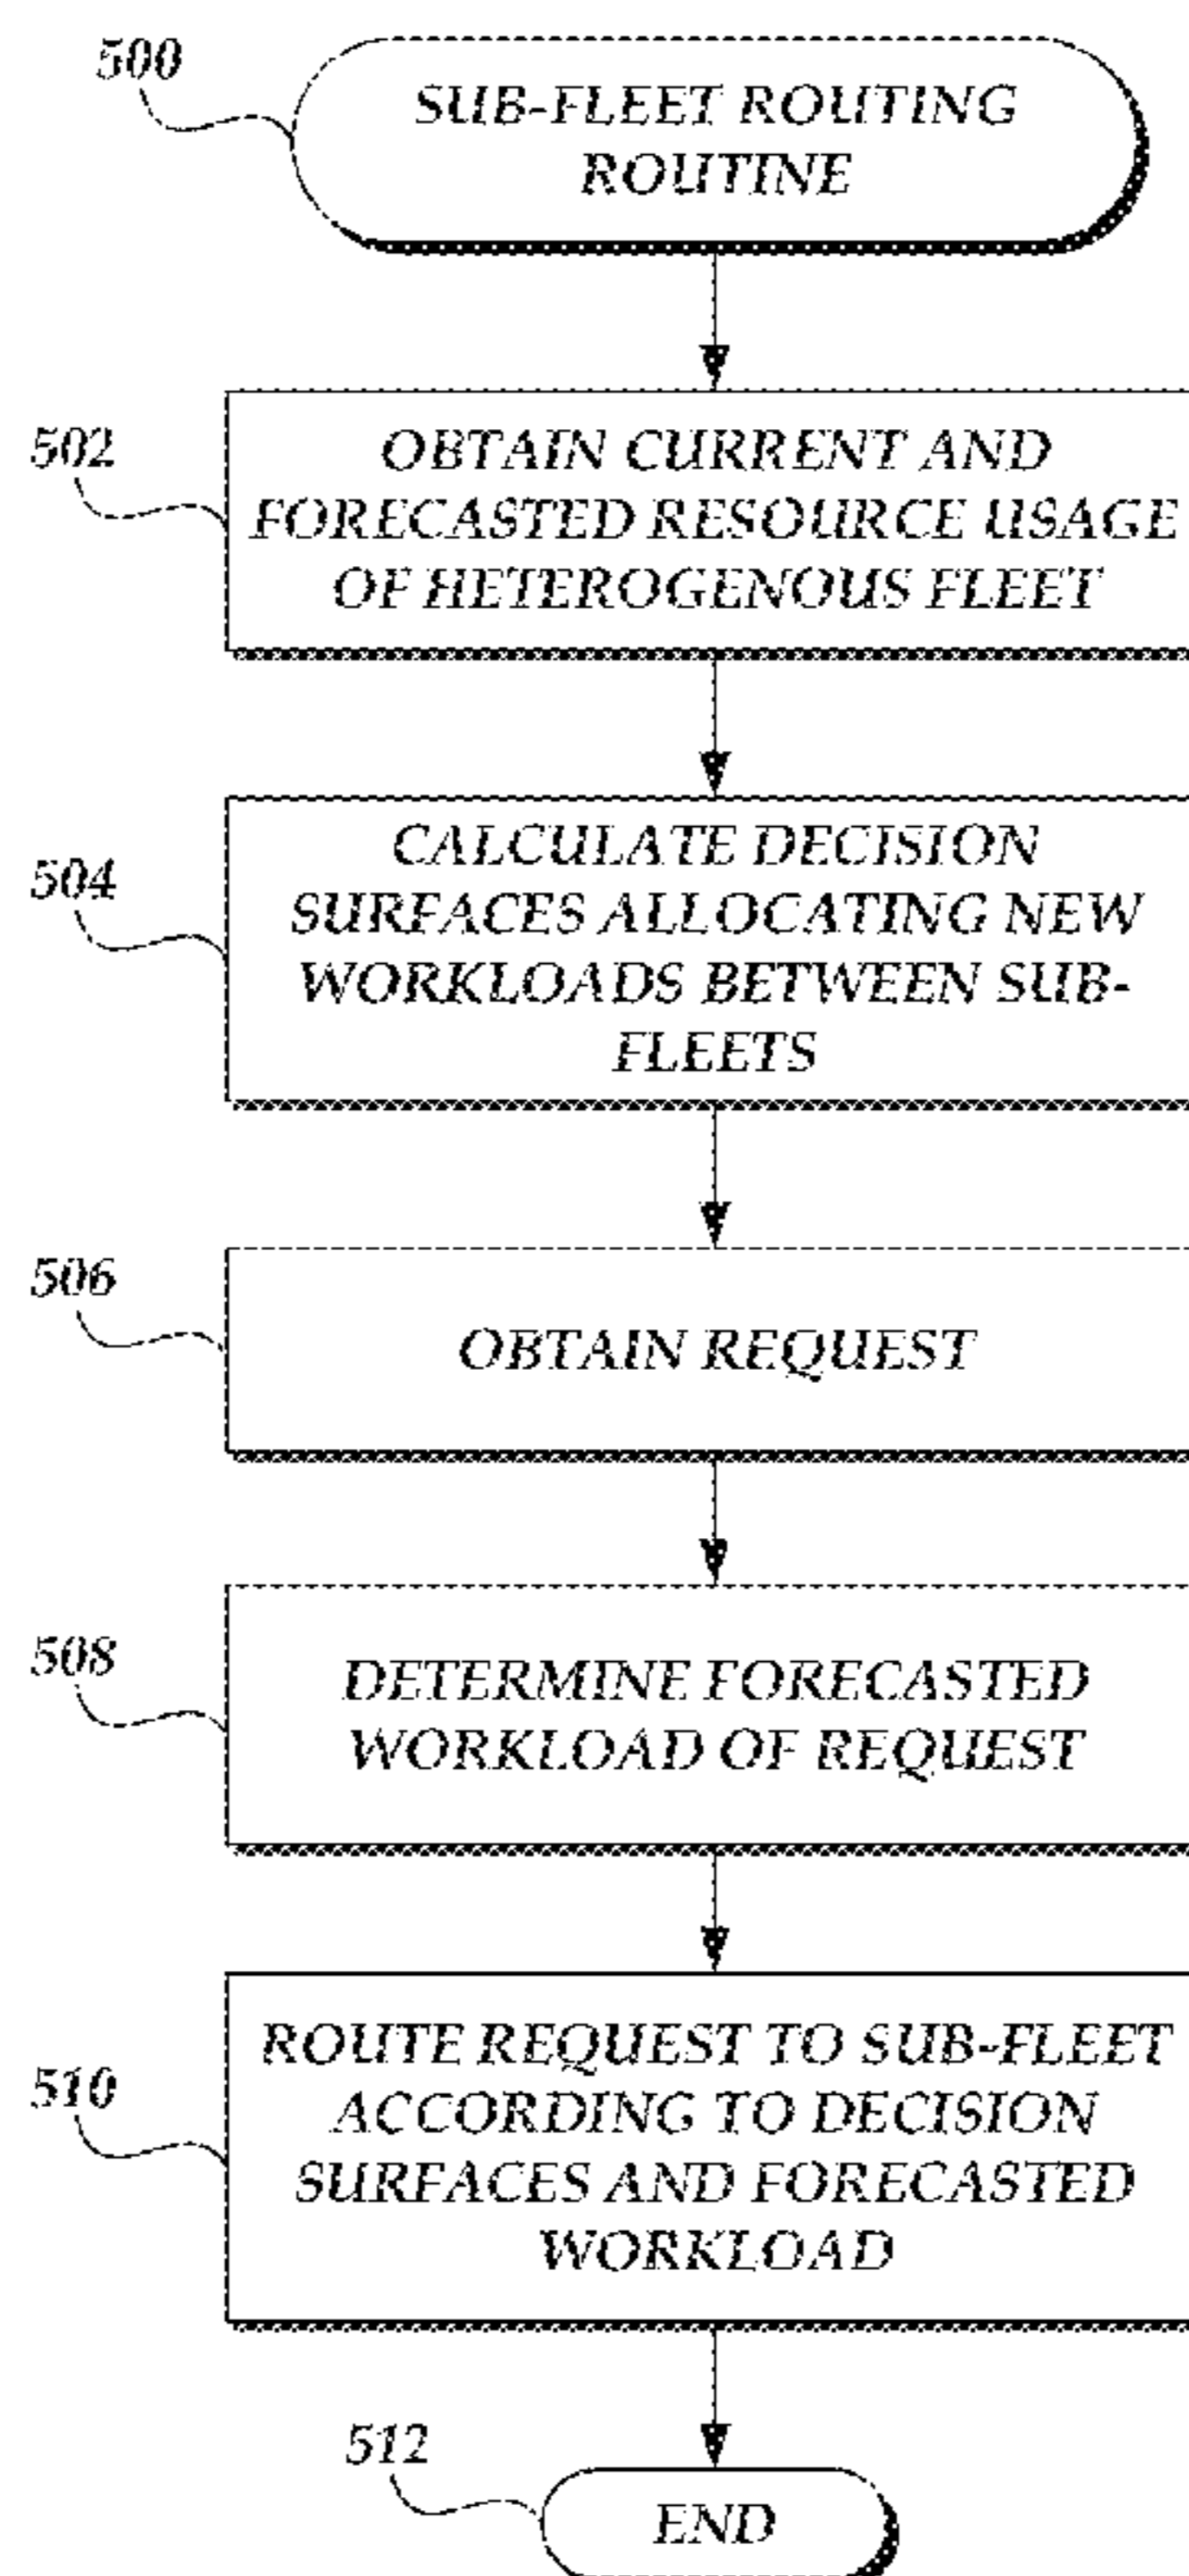 500
SUB-FLEET ROUTING
ROUTINE
502
OBTAIN CURRENT AND
FORECASTED RESOURCE USAGE
OF HETEROGENOUS FLEET
504
CALCULATE DECISION
SURFACES ALLOCATING NEW
WORKLOADS BETWEEN SUB-
FLEETS
506
OBTAIN REQUEST
508
DETERMINE FORECASTED
WORKLOAD OF REQUEST
510
ROUTE REQUEST TO SUB-FLEET
ACCORDING TO DECISION
SURFACES AND FORECASTED
WORKLOAD
512
END